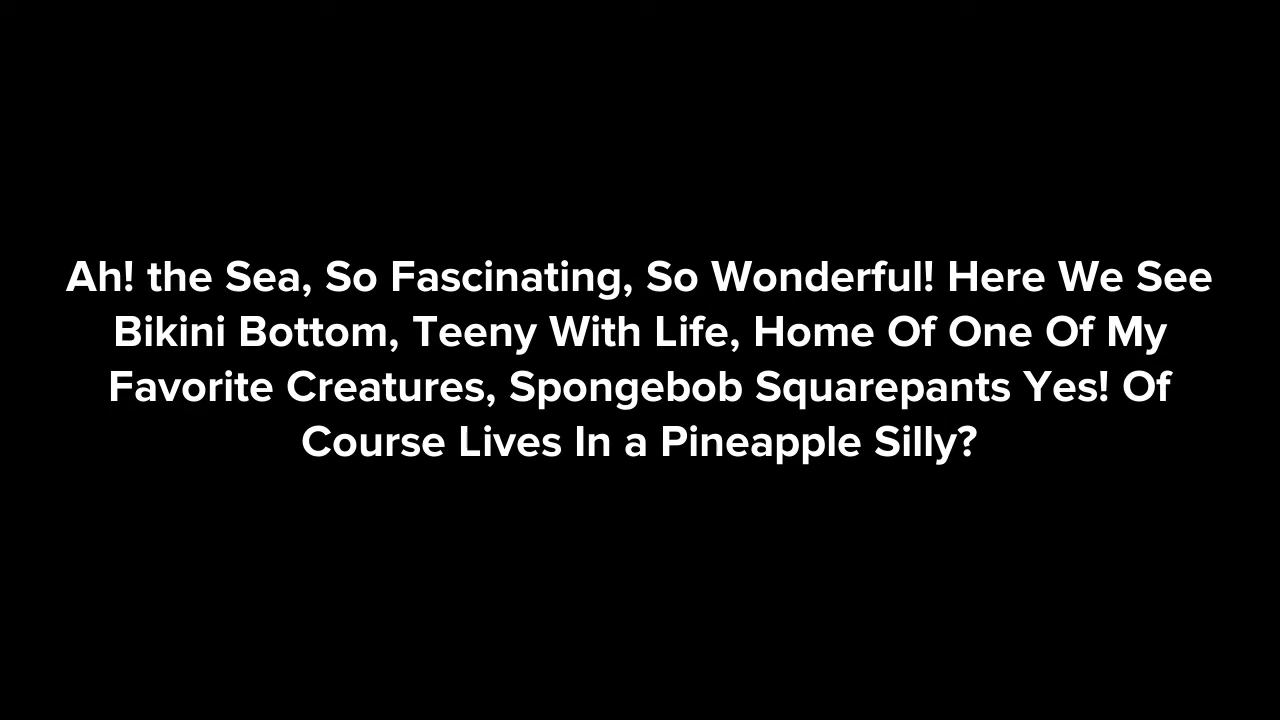 Ah! the Sea, So Fascinating, So Wonderful! Here We See
Bikini Bottom, Teeny With Life, Home Of One Of My
Favorite Creatures, Spongebob Squarepants Yes! Of
Course Lives In a Pineapple Silly?